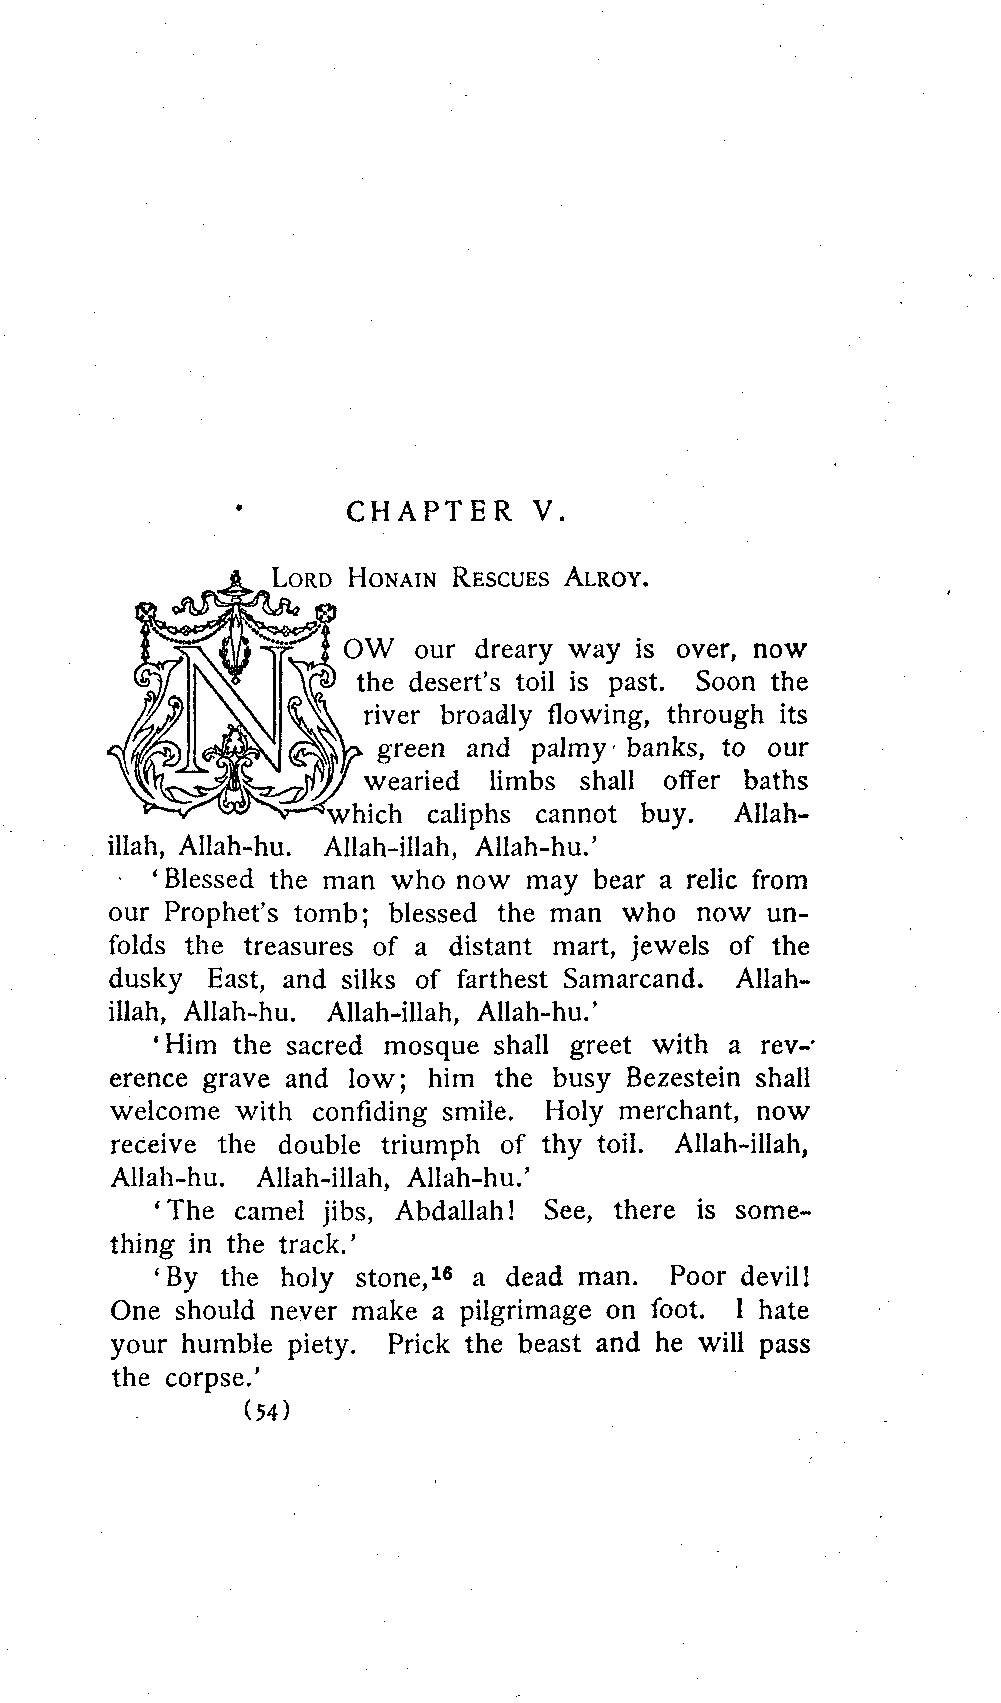 CHAPTER V.
LORD HONAIN RESCUES ALROY.
NOW our dreary way is over, now
the desert's toil is past. Soon the
river broadly flowing, through its
green and palmy banks, to our
wearied limbs shall offer baths
which caliphs cannot buy. Allah-
illah, Allah-hu. Allah-illah, Allah-hu.'
'Blessed the man who now may bear a relic from
our Prophet's tomb; blessed the man who now un-
folds the treasures of a distant mart, jewels of the
dusky East, and silks of farthest Samarcand. Allah-
illah, Allah-hu. Allah-illah, Allah-hu.'
'Him the sacred mosque shall greet with a rev-
erence grave and low; him the busy Bezestein shall
welcome with confiding smile. Holy merchant, now
receive the double triumph of thy toil. Allah-illah,
Allah-hu. Allah-illah, Allah-hu.'
'The camel jibs, Abdallah! See, there is some-
thing in the track.'
'By the holy stone,16 a dead man. Poor devil!
One should never make a pilgrimage on foot. I hate
your humble piety. Prick the beast and he will pass
the corpse.'
(54)